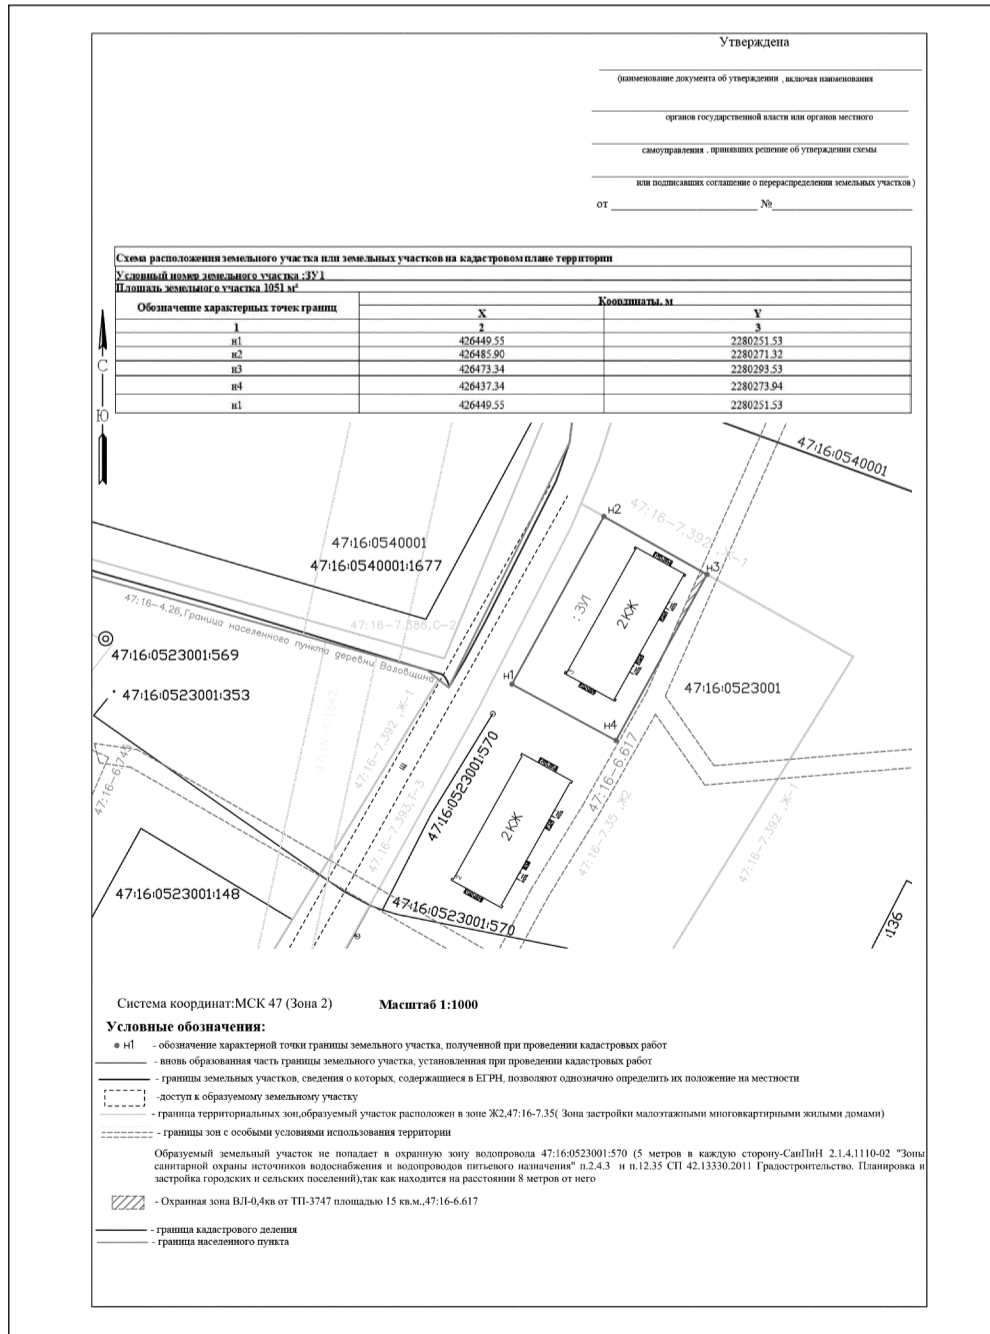 Утверждена
(наименование документа об утверждении , включая наименования
органов государственной власти или органов местного
самоуправления , принявших решение об утверждении схемы
или подписавших соглашение о перераспределении земельных участков )
от ____ №____
Схема расположения земельного участка или земельных участков на кадастровом плане территории
Условный номер земельного участка :ЗУ1
Площадь земельного участка 1051 м²
Обозначение характерных точек границ Координаты, м
X Y
1 2 3
н1 426449.55 2280251.53
н2 426485.90 2280271.32
н3 426473.34 2280293.53
н4 426437.34 2280273.94
н1 426449.55 2280251.53
С
Ю
47:16:0540001
н2
47:16-7.392 ,Ж-1
47:16:0540001
47:16:0540001:1677
н3
:ЗУ1
2КЖ
47:16-4.26,Граница населенного пункта деревни Валовщина
47:16-7.386,С-2
47:16:0523001:569
47:16:0523001:353
н1
47:16:0523001
н4
47:16-7.392 ,Ж-1
47:16:0523001:570
47:16-6.617
47:16-6.745
щ
47:16-7.393,Т-3
2КЖ
47:16-7.35 ,Ж2
47:16-7.392 ,Ж-1
2
47:16:0523001:148
47:16:0523001:570
:136
Система координат:МСК 47 (Зона 2) Масштаб 1:1000
Условные обозначения:
н1 - обозначение характерной точки границы земельного участка, полученной при проведении кадастровых работ
- вновь образованная часть границы земельного участка, установленная при проведении кадастровых работ
- границы земельных участков, сведения о которых, содержащиеся в ЕГРН, позволяют однозначно определить их положение на местности
-доступ к образуемому земельному участку
- граница территориальных зон,образуемый участок расположен в зоне Ж2,47:16-7.35( Зона застройки малоэтажными многоквартирными жилыми домами)
- границы зон с особыми условиями использования территории
Образуемый земельный участок не попадает в охранную зону водопровода 47:16:0523001:570 (5 метров в каждую сторону-СанПиН 2.1.4.1110-02 "Зоны
санитарной охраны источников водоснабжения и водопроводов питьевого назначения" п.2.4.3 и п.12.35 СП 42.13330.2011 Градостроительство. Планировка и
застройка городских и сельских поселений),так как находится на расстоянии 8 метров от него
- Охранная зона ВЛ-0,4кв от ТП-3747 площадью 15 кв.м.,47:16-6.617
- граница кадастрового деления
- граница населенного пункта